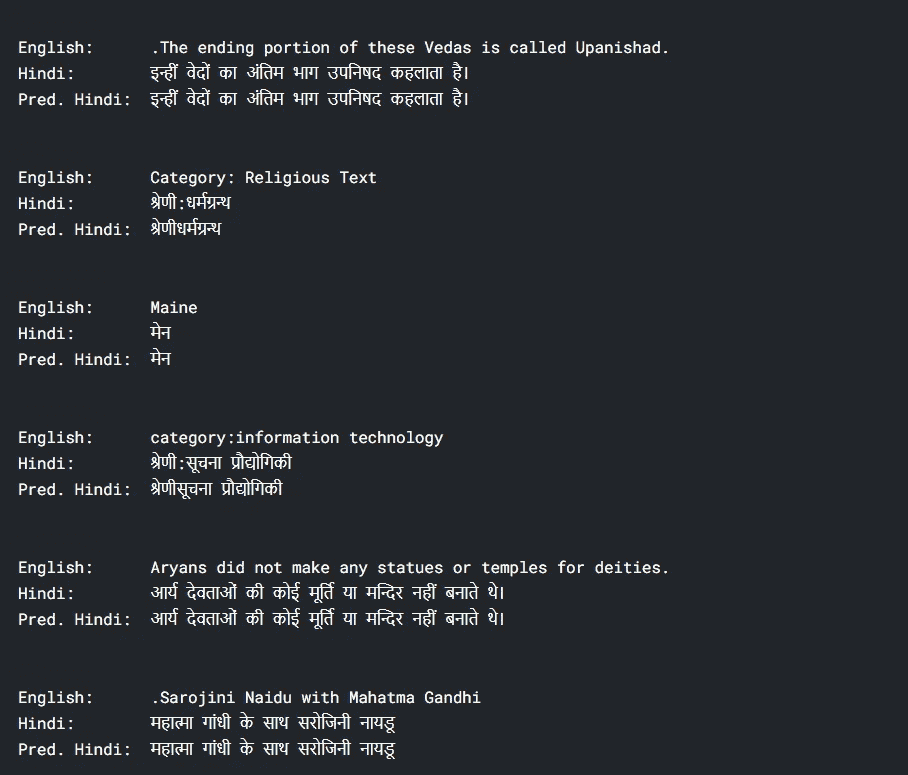 English: .The ending portion of these Vedas is called Upanishad.
Hindi: इन्हीं वेदों का अंतिम भाग उपनिषद कहलाता है।
Pred. Hindi: इन्हीं वेदों का अंतिम भाग उपनिषद कहलाता है।
English: Category: Religious Text
Hindi: श्रेणी:धर्मग्रन्थ
Pred. Hindi: श्रेणीधर्मग्रन्थ
English: Maine
Hindi: मेन
Pred. Hindi: मेन
English: category:information technology
Hindi: श्रेणी:सूचना प्रौद्योगिकी
Pred. Hindi: श्रेणीसूचना प्रौद्योगिकी
English: Aryans did not make any statues or temples for deities.
Hindi: आर्य देवताओं की कोई मूर्ति या मन्दिर नहीं बनाते थे।
Pred. Hindi: आर्य देवताओं की कोई मूर्ति या मन्दिर नहीं बनाते थे।
English: .Sarojini Naidu with Mahatma Gandhi
Hindi: महात्मा गांधी के साथ सरोजिनी नायडू
Pred. Hindi: महात्मा गांधी के साथ सरोजिनी नायडू